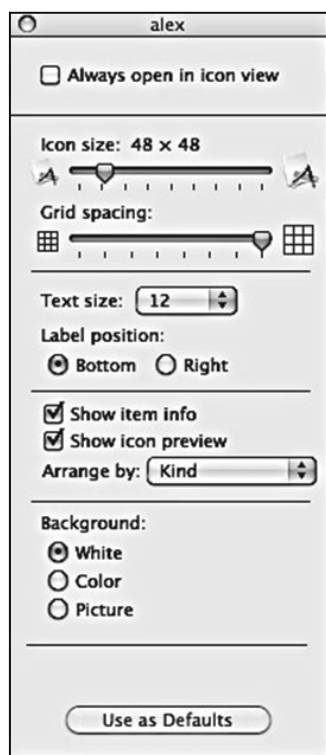 alex
Always open in icon view
Icon size: 48 × 48
Grid spacing:
Text size: 12
Label position:
Bottom Right
Show item info
Show icon preview
Arrange by: Kind
Background:
White
Color
Picture
Use as Defaults